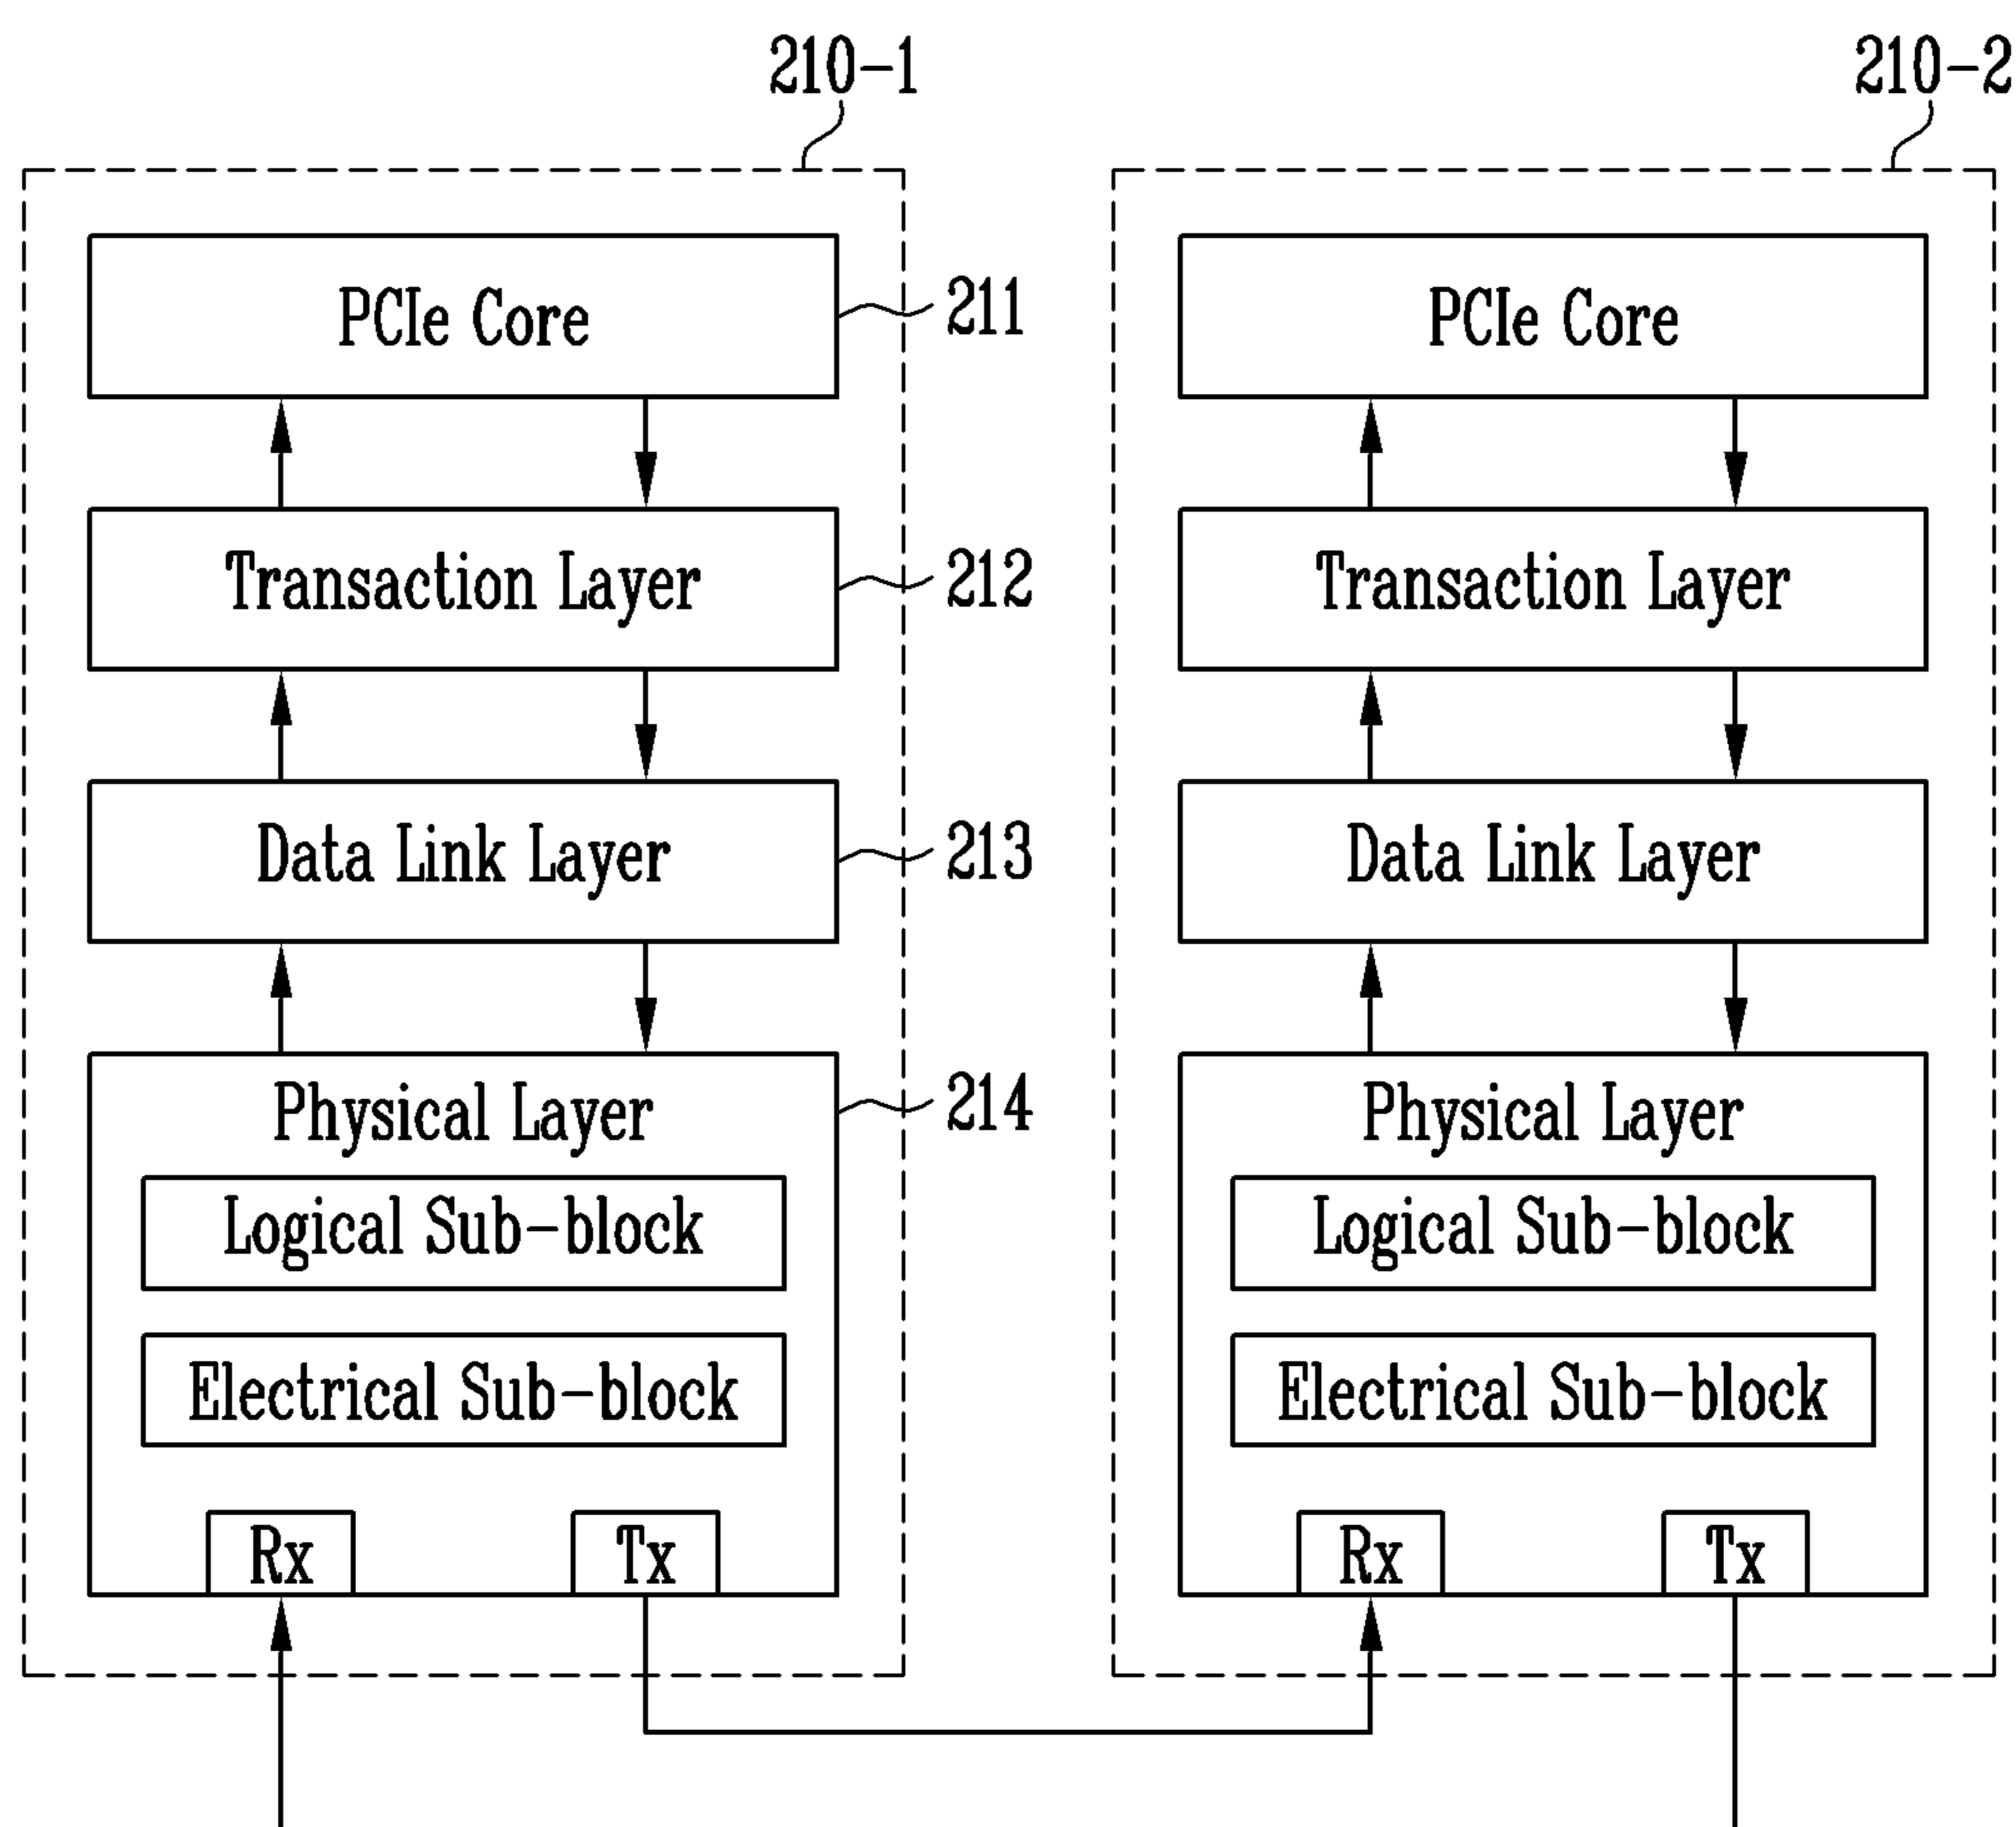 210-1
210-2
PCIe Core
211
PCIe Core
Transaction Layer
212
Transaction Layer
Data Link Layer
213
Data Link Layer
Physical Layer
214
Physical Layer
Logical Sub-block
Logical Sub-block
Electrical Sub-block
Electrical Sub-block
Rx
Tx
Rx
Tx